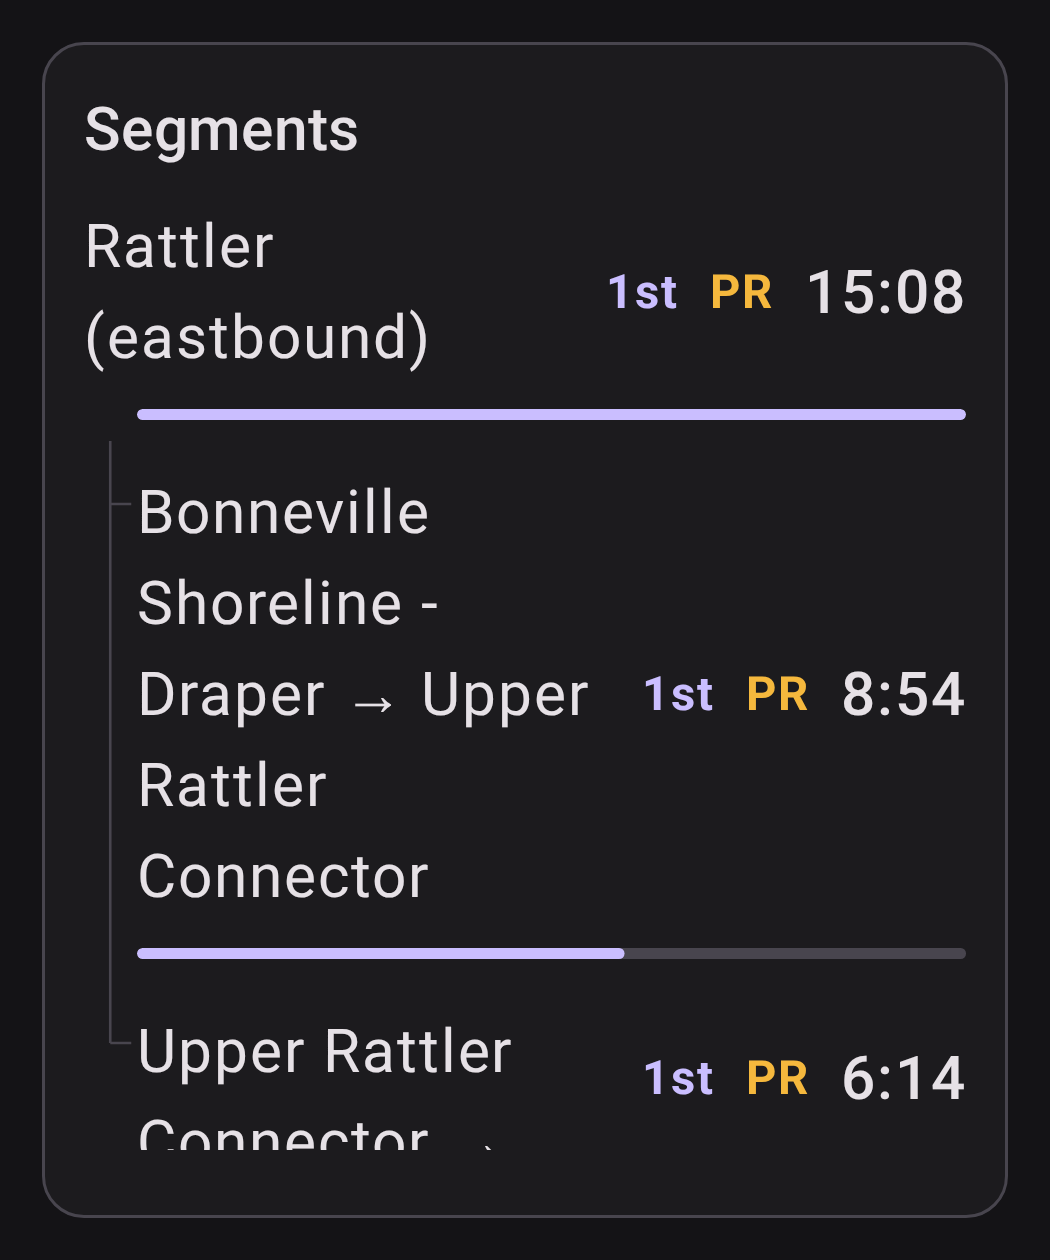 Segments
Rattler
(eastbound)
1st PR 15:08
Bonneville
Shoreline -
Draper → Upper
Rattler
Connector
1st PR 8:54
Upper Rattler
Connector
1st PR 6:14